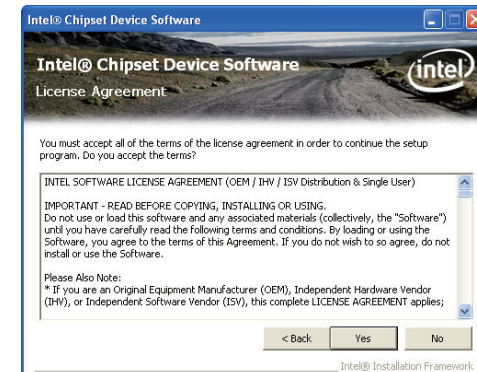 Intel® Chipset Device Software
Intel® Chipset Device Software
intel
License Agreement
You must accept all of the terms of the license agreement in order to continue the setup
program. Do you accept the terms?
INTEL SOFTWARE LICENSE AGREEMENT (OEM / IHV / ISV Distribution & Single User)
IMPORTANT - READ BEFORE COPYING, INSTALLING OR USING.
Do not use or load this software and any associated materials (collectively, the "Software")
until you have carefully read the following terms and conditions. By loading or using the
Software, you agree to the terms of this Agreement. If you do not wish to so agree, do not
install or use the Software.
Please Also Note:
* If you are an Original Equipment Manufacturer (OEM), Independent Hardware Vendor
(IHV), or Independent Software Vendor (ISV), this complete LICENSE AGREEMENT applies;
< Back Yes No
Intel® Installation Framework